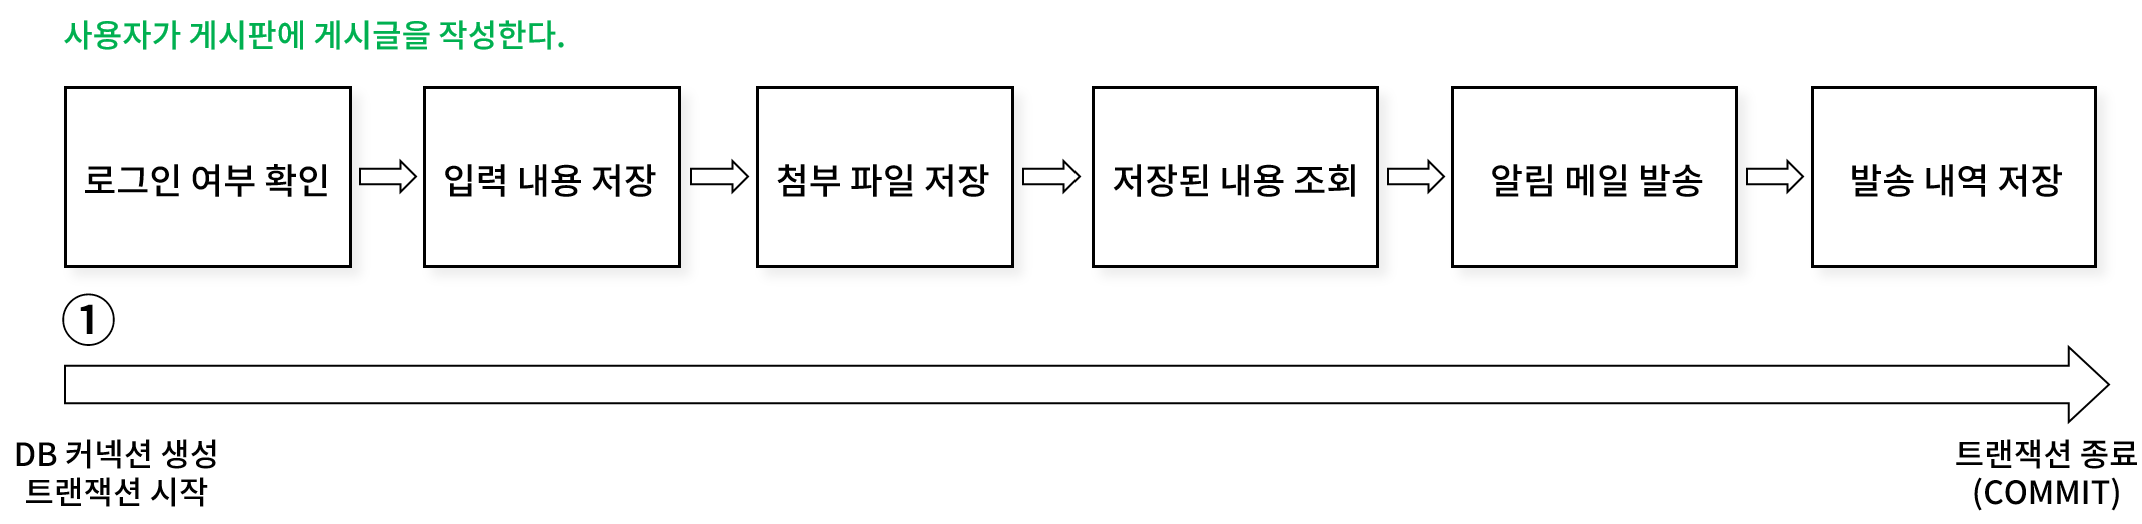 사용자가 게시판에 게시글을 작성한다.
로그인 여부 확인
입력 내용 저장
첨부 파일 저장
저장된 내용 조회
알림 메일 발송
발송 내역 저장
①
DB 커넥션 생성
트랜잭션 시작
트랜잭션 종료
(COMMIT)